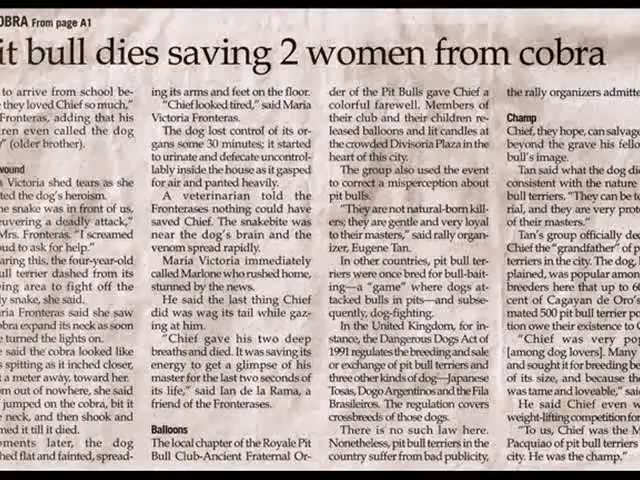 OBRA From page A1
it bull dies saving 2 women from cobra
to arrive from school be-
they loved Chief so much,"
Fronteras, adding that his
ren even called the dog
(older brother).
wound
Victoria shed tears as she
ted the dog's heroism.
e snake was in front of us,
euvering a deadly attack,"
Mrs. Fronteras. "I screamed
oud to ask for help."
earing this, the four-year-old
ull terrier dashed from its
ing area to fight off the
ly snake, she said.
aria Fronteras said she saw
obra expand its neck as soon
e turned the lights on.
e said the cobra looked like
s spitting as it inched closer,
t a meter away, toward her.
m out of nowhere, she said
jumped on the cobra, bit it
e neck, and then shook and
med it till it died.
oments later, the dog
hed flat and fainted, spread-
ing its arms and feet on the floor.
"Chief looked tired," said Maria
Victoria Fronteras.
The dog lost control of its or-
gans some 30 minutes; it started
to urinate and defecate uncontrol-
lably inside the house as it gasped
for air and panted heavily.
A veterinarian told the
Fronterases nothing could have
saved Chief. The snakebite was
near the dog's brain and the
venom spread rapidly.
Maria Victoria immediately
called Marlone who rushed home,
stunned by the news.
He said the last thing Chief
did was wag its tail while gaz-
ing at him.
"Chief gave his two deep
breaths and died. It was saving its
energy to get a glimpse of his
master for the last two seconds of
its life," said Ian de la Rama, a
friend of the Fronterases.
Balloons
The local chapter of the Royale Pit
Bull Club-Ancient Fraternal Or-
der of the Pit Bulls gave Chief a
colorful farewell. Members of
their club and their children re-
leased balloons and lit candles at
the crowded Divisoria Plaza in the
heart of this city.
The group also used the event
to correct a misperception about
pit bulls.
"They are not natural-born kill-
ers; they are gentle and very loyal
to their masters," said rally organ-
izer, Eugene Tan.
In other countries, pit bull ter-
riers were once bred for bull-bait-
ing—a "game" where dogs at-
tacked bulls in pits—and subse-
quently, dog-fighting.
In the United Kingdom, for in-
stance, the Dangerous Dogs Act of
1991 regulates the breeding and sale
or exchange of pit bull terriers and
three other kinds of dog—Japanese
Tosas, Dogo Argentinos and the Fila
Brasileiros. The regulation covers
crossbreeds of those dogs.
There is no such law here.
Nonetheless, pit bull terriers in the
country suffer from bad publicity,
the rally organizers admitte
Champ
Chief, they hope, can salvag
beyond the grave his fello
bull's image.
Tan said what the dog di
consistent with the nature
bull terriers. "They can be t
rial, and they are very prot
of their masters."
Tan's group officially dec
Chief the "grandfather" of p
terriers in the city. The dog,
plained, was popular amon
breeders here that up to 60
cent of Cagayan de Oro's
mated 500 pit bull terrier po
tion owe their existence to
"Chief was very pop
[among dog lovers]. Many
and sought it for breeding be
of its size, and because th
was tame and loveable," said
He said Chief even w
weight-lifting competition for
"To us, Chief was the M
Pacquiao of pit bull terriers
city. He was the champ."